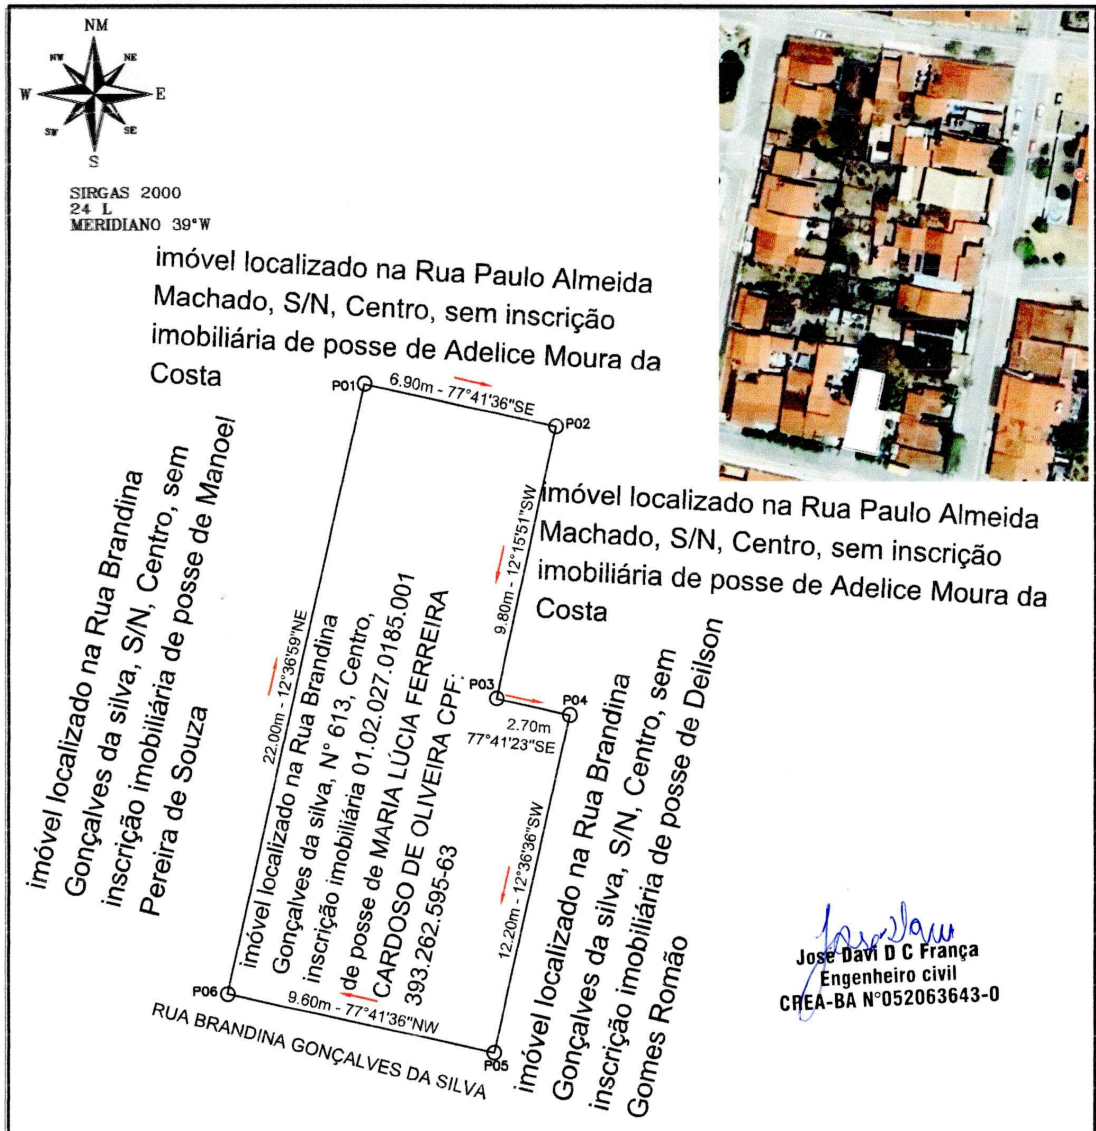 NM
NW
NE
W
E
SW
SE
S
SIRGAS 2000
24 L
MERIDIANO 39°W
imóvel localizado na Rua Paulo Almeida
Machado, S/N, Centro, sem inscrição
imobiliária de posse de Adelice Moura da
Costa
P01
6.90m - 77°41'36"SE
P02
imóvel localizado na Rua Brandina
Gonçalves da silva, S/N, Centro, sem
inscrição imobiliária de posse de Manoel
Pereira de Souza
22.00m - 12°36'59"NE
9.80m - 12°15'51"SW
imóvel localizado na Rua Paulo Almeida
Machado, S/N, Centro, sem inscrição
imobiliária de posse de Adelice Moura da
Costa
imóvel localizado na Rua Brandina
Gonçalves da silva, N° 613, Centro,
inscrição imobiliária 01.02.027.0185.001
de posse de MARIA LÚCIA FERREIRA
CARDOSO DE OLIVEIRA CPF:
393.262.595-63
P03
P04
2.70m
77°41'23"SE
12.20m - 12°36'36"SW
imóvel localizado na Rua Brandina
Gonçalves da silva, S/N, Centro, sem
inscrição imobiliária de posse de Deilson
Gomes Romão
P06
9.60m - 77°41'36"NW
P05
RUA BRANDINA GONÇALVES DA SILVA
José Davi D C França
Engenheiro civil
CREA-BA N°052063643-0